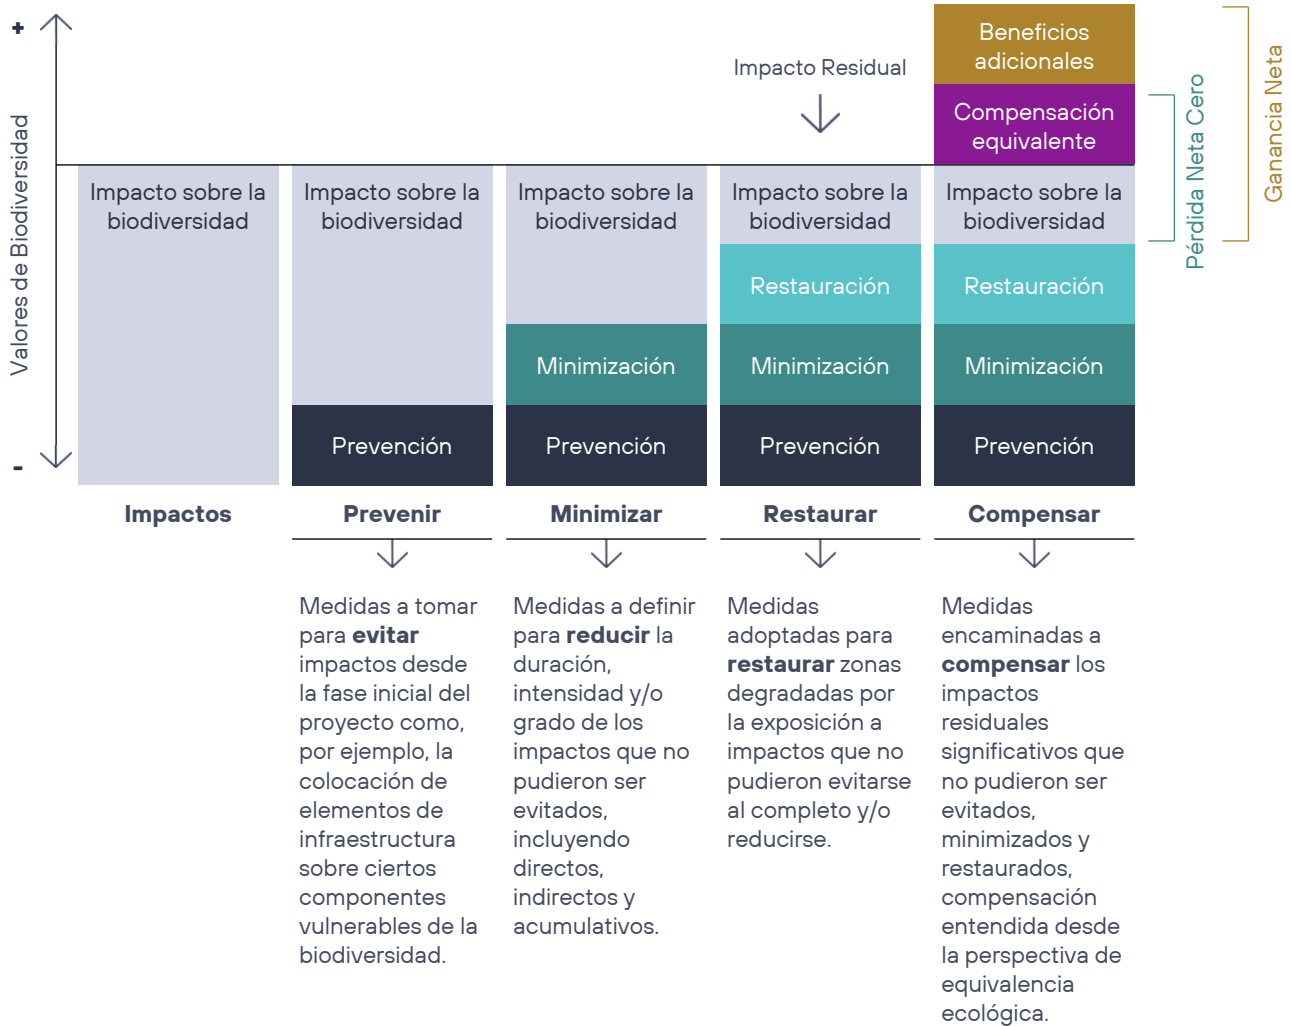 +
Valores de Biodiversidad
-
Impacto Residual
Beneficios
adicionales
Compensación
equivalente
Pérdida Neta Cero
Ganancia Neta
Impacto sobre la
biodiversidad
Impacto sobre la
biodiversidad
Prevención
Impacto sobre la
biodiversidad
Minimización
Prevención
Impacto sobre la
biodiversidad
Restauración
Minimización
Prevención
Impacto sobre la
biodiversidad
Restauración
Minimización
Prevención
Impactos
Prevenir
Medidas a tomar
para evitar
impactos desde
la fase inicial del
proyecto como,
por ejemplo, la
colocación de
elementos de
infraestructura
sobre ciertos
componentes
vulnerables de la
biodiversidad.
Minimizar
Medidas a definir
para reducir la
duración,
intensidad y/o
grado de los
impactos que no
pudieron ser
evitados,
incluyendo
directos,
indirectos y
acumulativos.
Restaurar
Medidas
adoptadas para
restaurar zonas
degradadas por
la exposición a
impactos que no
pudieron evitarse
al completo y/o
reducirse.
Compensar
Medidas
encaminadas a
compensar los
impactos
residuales
significativos que
no pudieron ser
evitados,
minimizados y
restaurados,
compensación
entendida desde
la perspectiva de
equivalencia
ecológica.